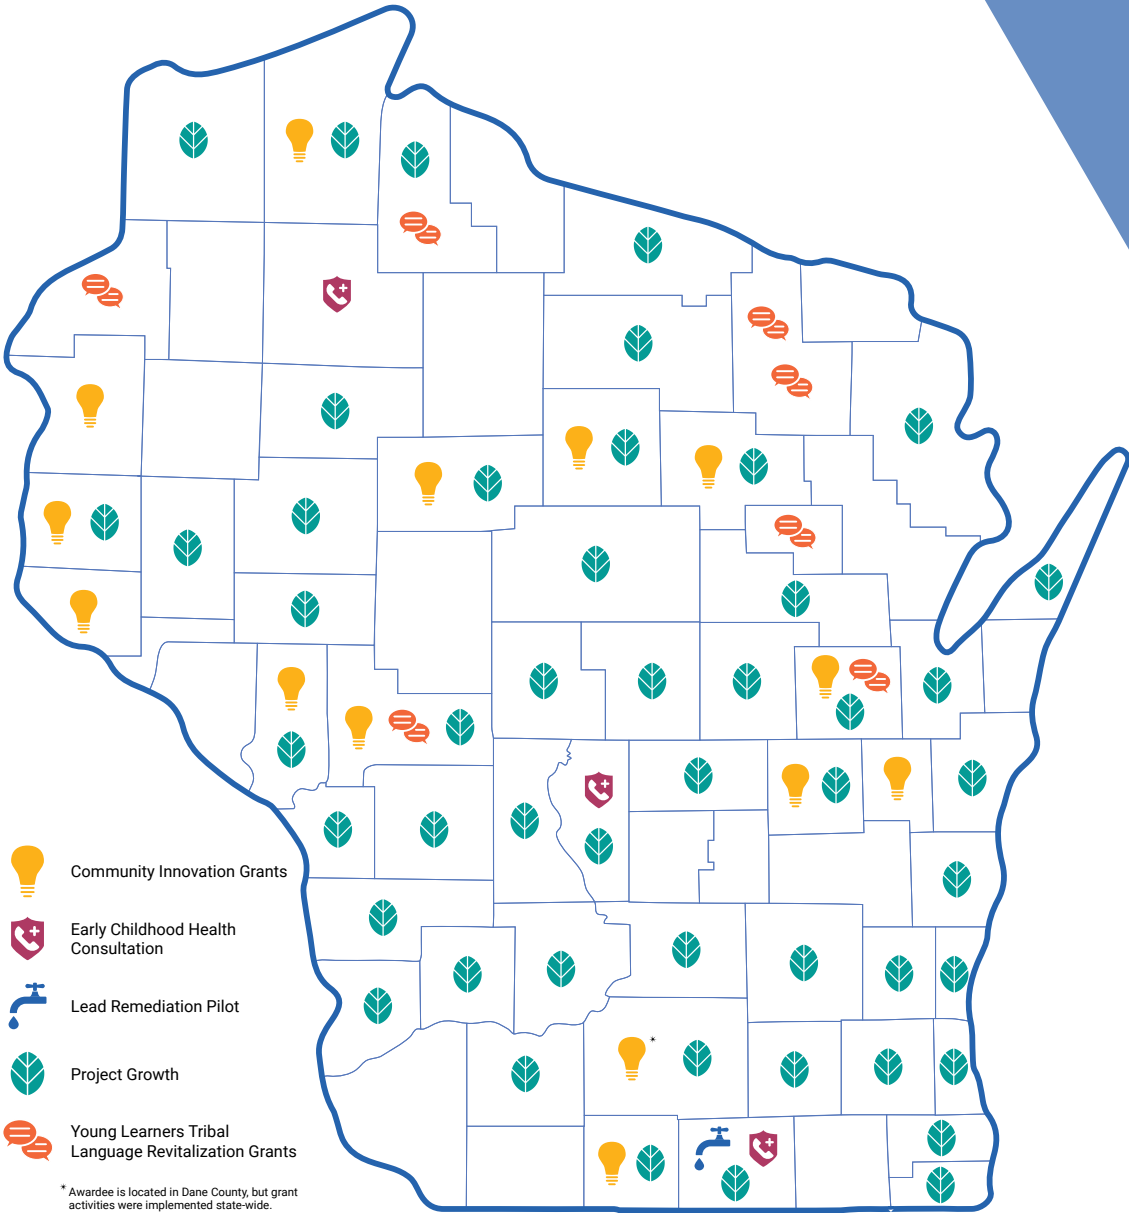 Community Innovation Grants
Early Childhood Health
Consultation
Lead Remediation Pilot
Project Growth
Young Learners Tribal
Language Revitalization Grants
*
* Awardee is located in Dane County, but grant
activities were implemented state-wide.